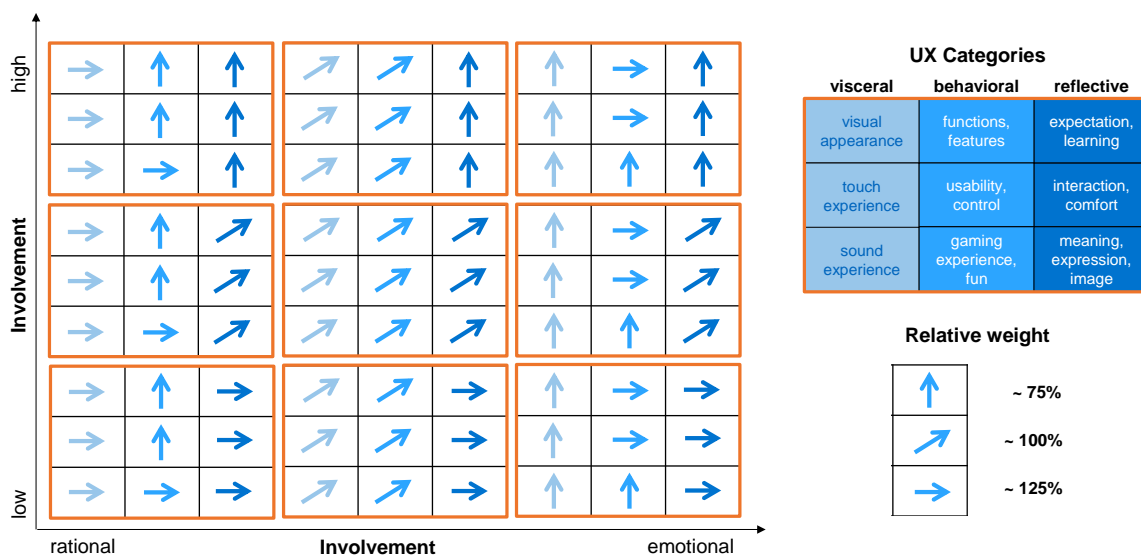 high
Involvement
low
rational
Involvement
emotional
UX Categories
visceral behavioral reflective
visual
appearance
functions,
features
expectation,
learning
touch
experience
usability,
control
interaction,
comfort
sound
experience
gaming
experience,
fun
meaning,
expression,
image
Relative weight
~ 75%
~ 100%
~ 125%